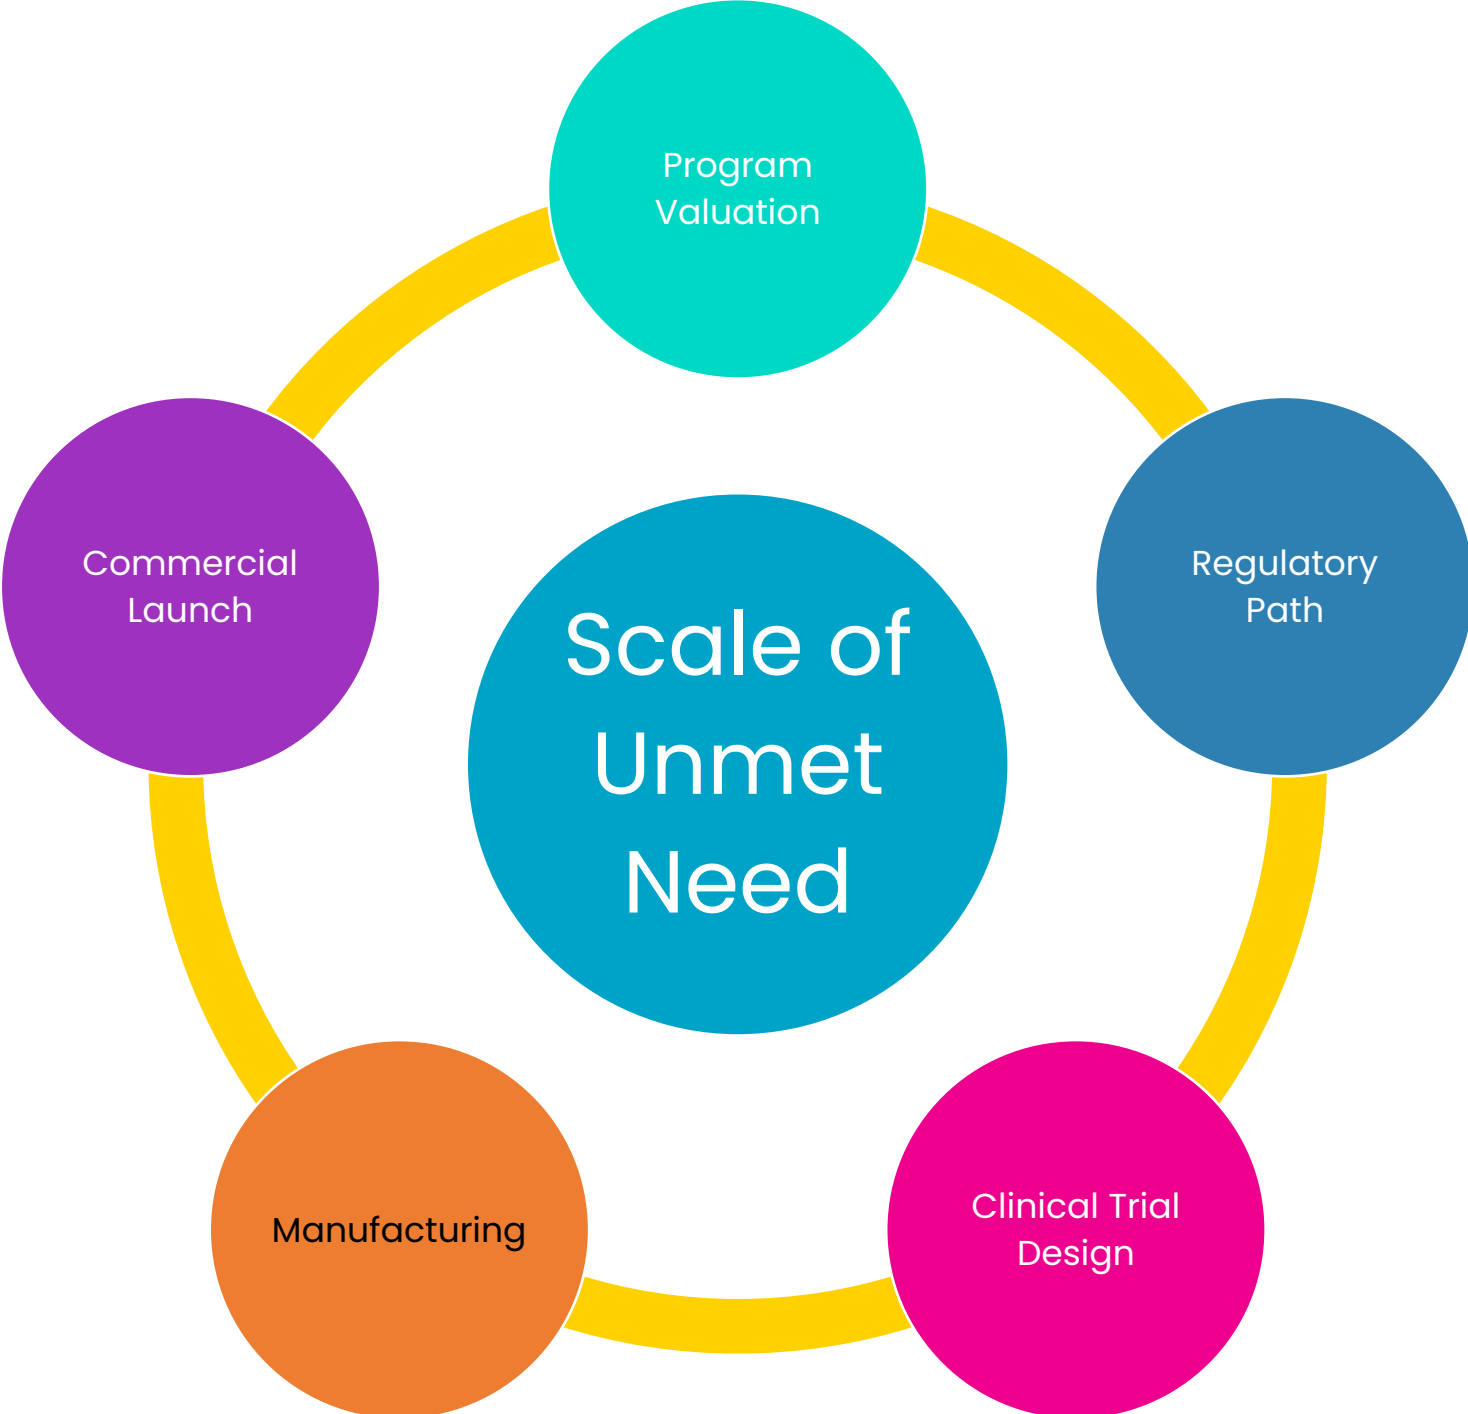 Program
Valuation
Commercial
Launch
Regulatory
Path
Scale of
Unmet
Need
Manufacturing
Clinical Trial
Design